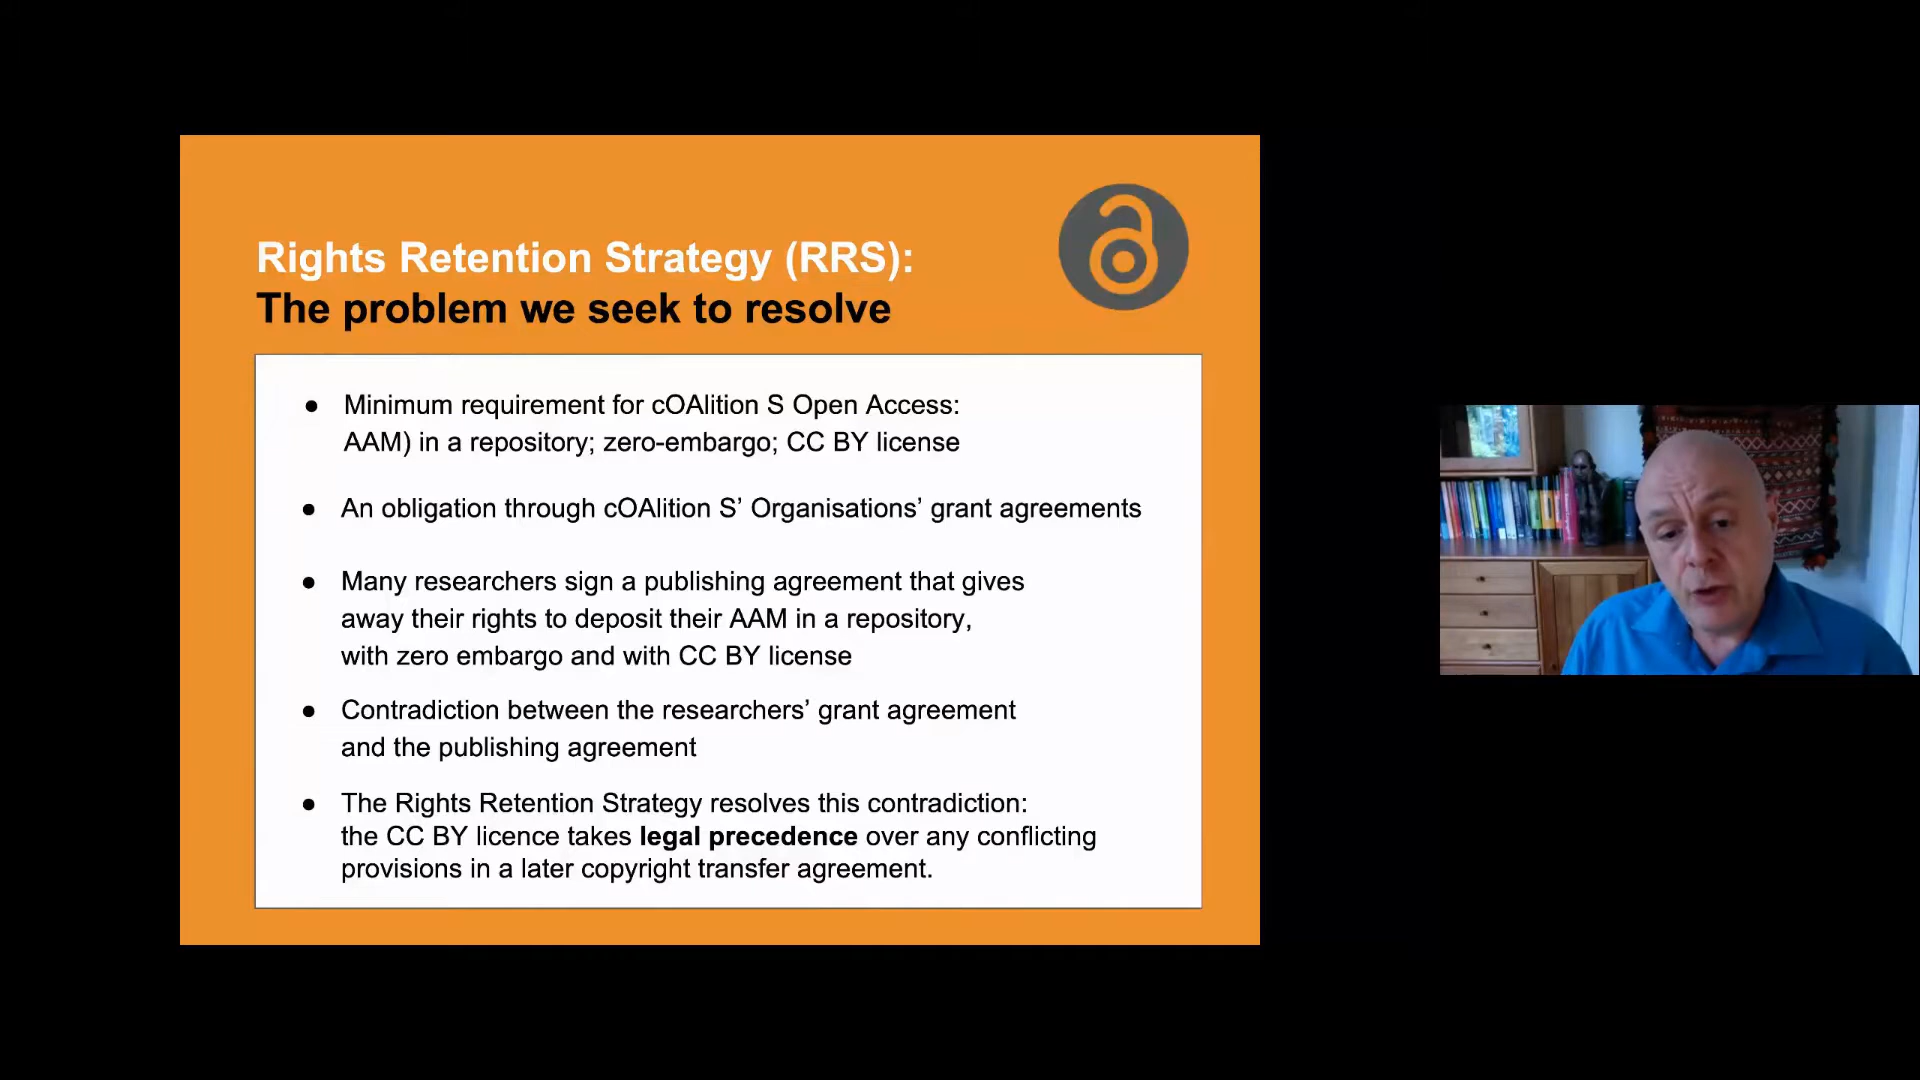 Rights Retention Strategy (RRS):
The problem we seek to resolve
● Minimum requirement for cOAlition S Open Access:
AAM) in a repository; zero-embargo; CC BY license
● An obligation through cOAlition S’ Organisations’ grant agreements
● Many researchers sign a publishing agreement that gives
away their rights to deposit their AAM in a repository,
with zero embargo and with CC BY license
● Contradiction between the researchers’ grant agreement
and the publishing agreement
● The Rights Retention Strategy resolves this contradiction:
the CC BY licence takes legal precedence over any conflicting
provisions in a later copyright transfer agreement.